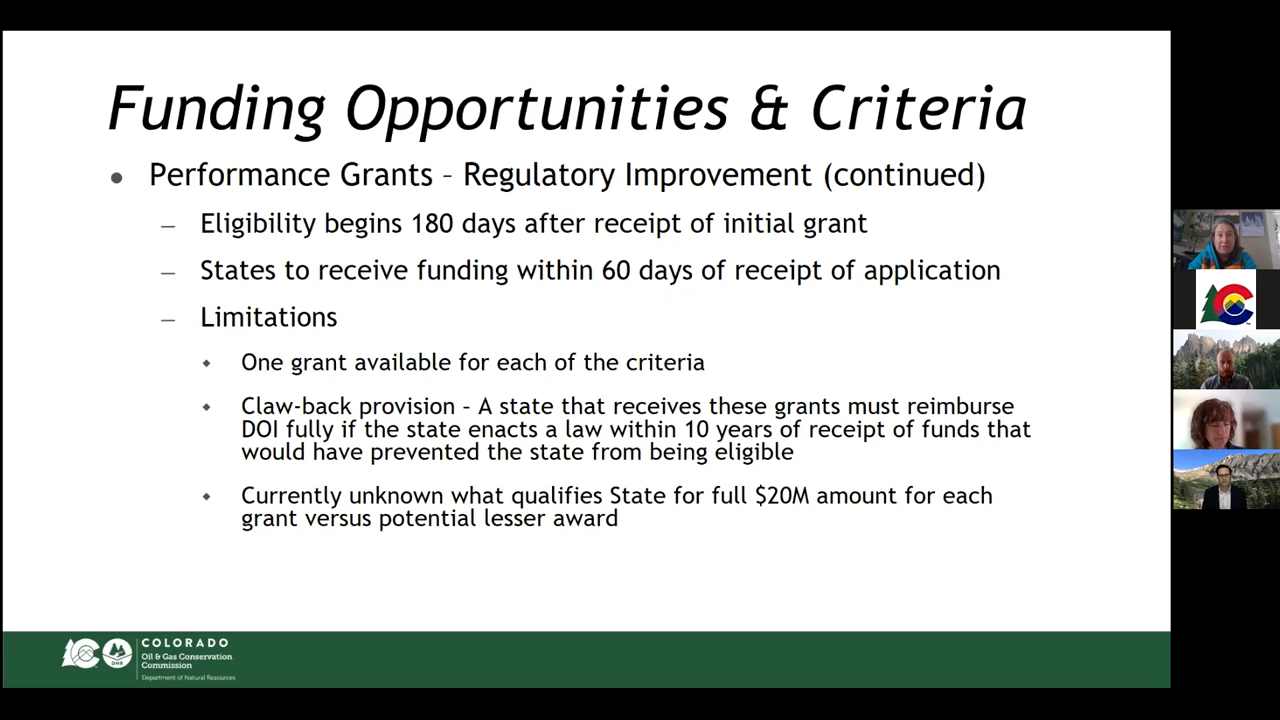 Funding Opportunities & Criteria
Performance Grants – Regulatory Improvement (continued)
– Eligibility begins 180 days after receipt of initial grant
– States to receive funding within 60 days of receipt of application
– Limitations
One grant available for each of the criteria
Claw-back provision – A state that receives these grants must reimburse
DOI fully if the state enacts a law within 10 years of receipt of funds that
would have prevented the state from being eligible
Currently unknown what qualifies State for full $20M amount for each
grant versus potential lesser award
COLORADO
Oil & Gas Conservation
Commission
Department of Natural Resources
DNR